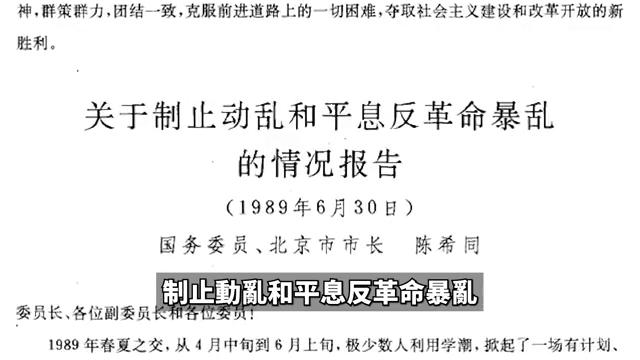 神,群策群力,团结一致,克服前进道路上的一切困难,夺取社会主义建设和改革开放的新
胜利。
关于制止动乱和平息反革命暴乱
的情况报告
(1989年6月30日)
国务委员、北京市市长 陈希同
制止動亂和平息反革命暴亂
委员长、各位副委员长和各位委员!
1989年春夏之交,从4月中旬到6月上旬,极少数人利用学潮,掀起了一场有计划、